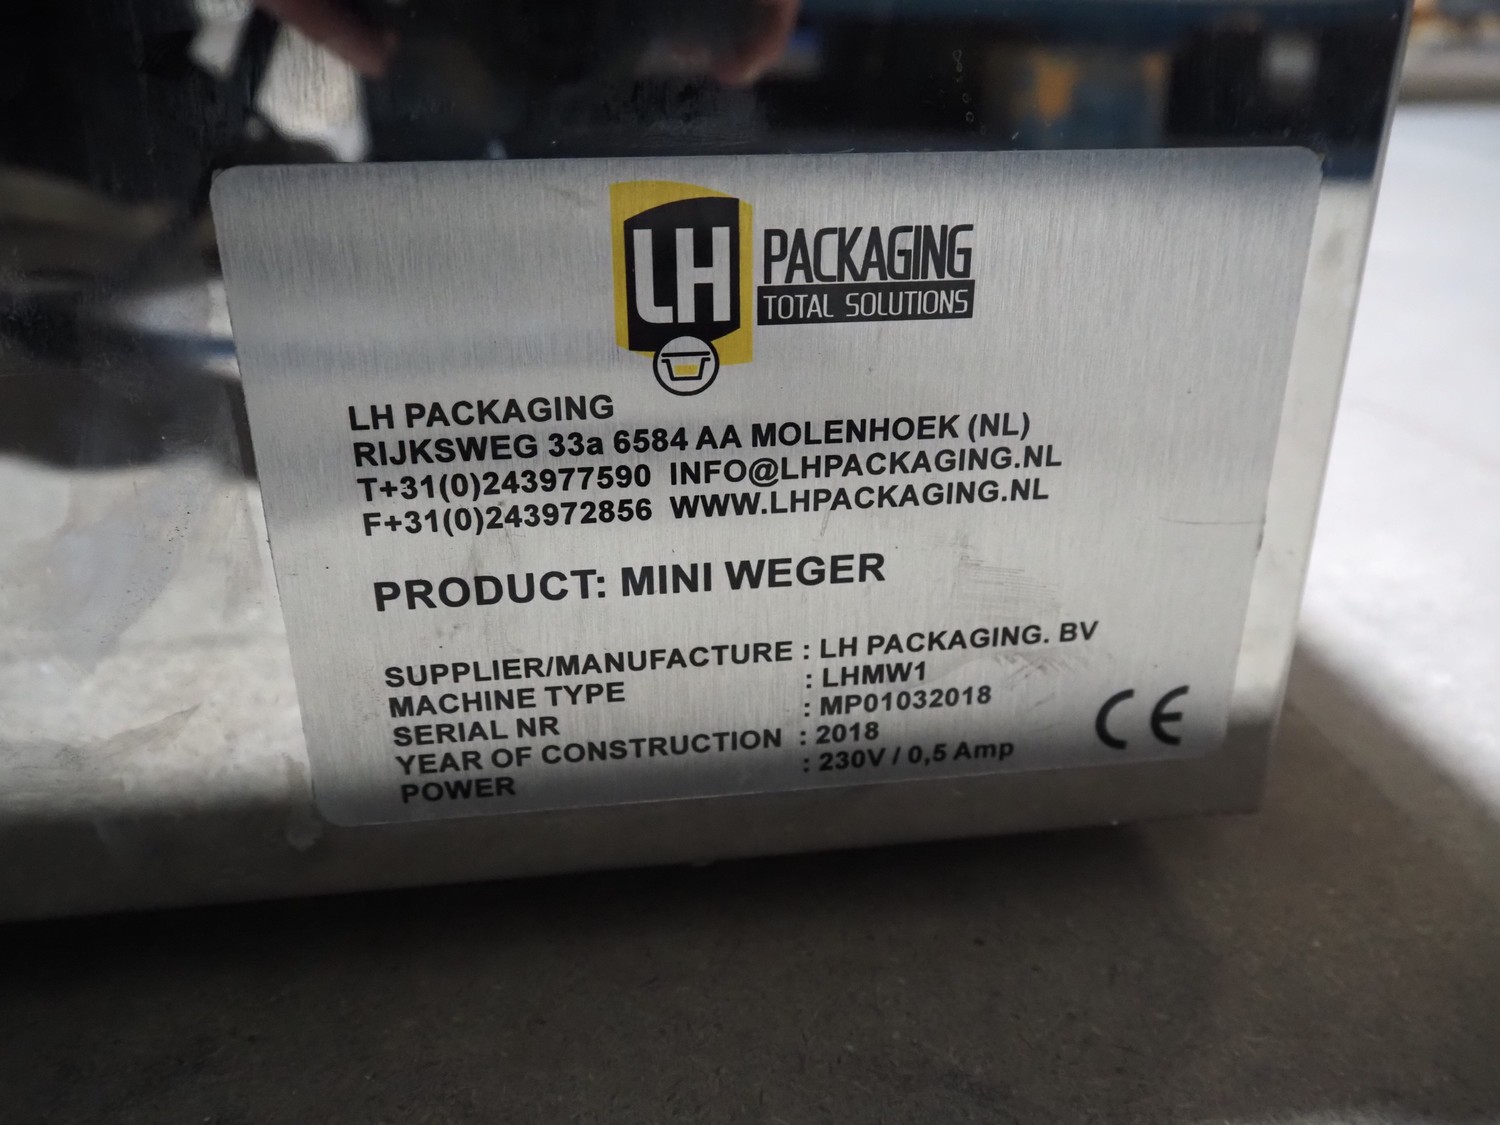 LH PACKAGING
TOTAL SOLUTIONS
LH PACKAGING
RIJKSWEG 33a 6584 AA MOLENHOEK (NL)
T+31(0)243977590 INFO@LHPACKAGING.NL
F+31(0)243972856 WWW.LHPACKAGING.NL
PRODUCT: MINI WEGER
SUPPLIER/MANUFACTURE : LH PACKAGING. BV
MACHINE TYPE : LHMW1
SERIAL NR : MP01032018
YEAR OF CONSTRUCTION : 2018
POWER : 230V / 0,5 Amp
CE